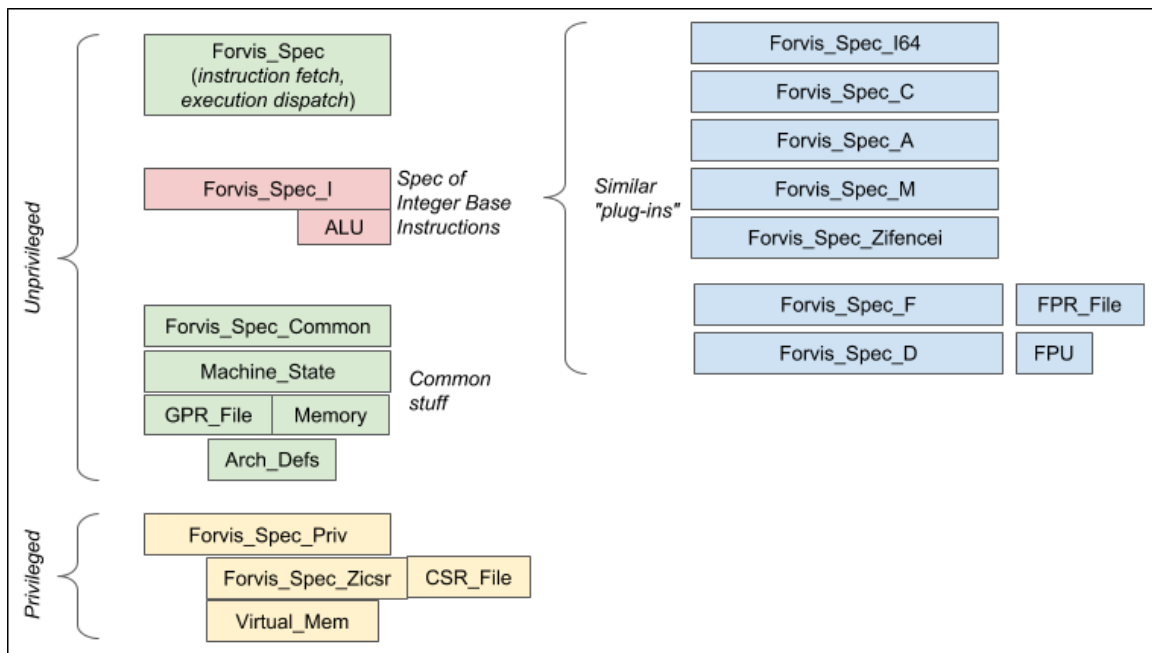 Unprivileged
Forvis_Spec
(instruction fetch,
execution dispatch)
Forvis_Spec_I
ALU
Spec of
Integer Base
Instructions
Forvis_Spec_Common
Machine_State
GPR_File
Memory
Arch_Defs
Common
stuff
Similar
"plug-ins"
Forvis_Spec_I64
Forvis_Spec_C
Forvis_Spec_A
Forvis_Spec_M
Forvis_Spec_Zifencei
Forvis_Spec_F
FPR_File
Forvis_Spec_D
FPU
Privileged
Forvis_Spec_Priv
Forvis_Spec_Zicsr
CSR_File
Virtual_Mem